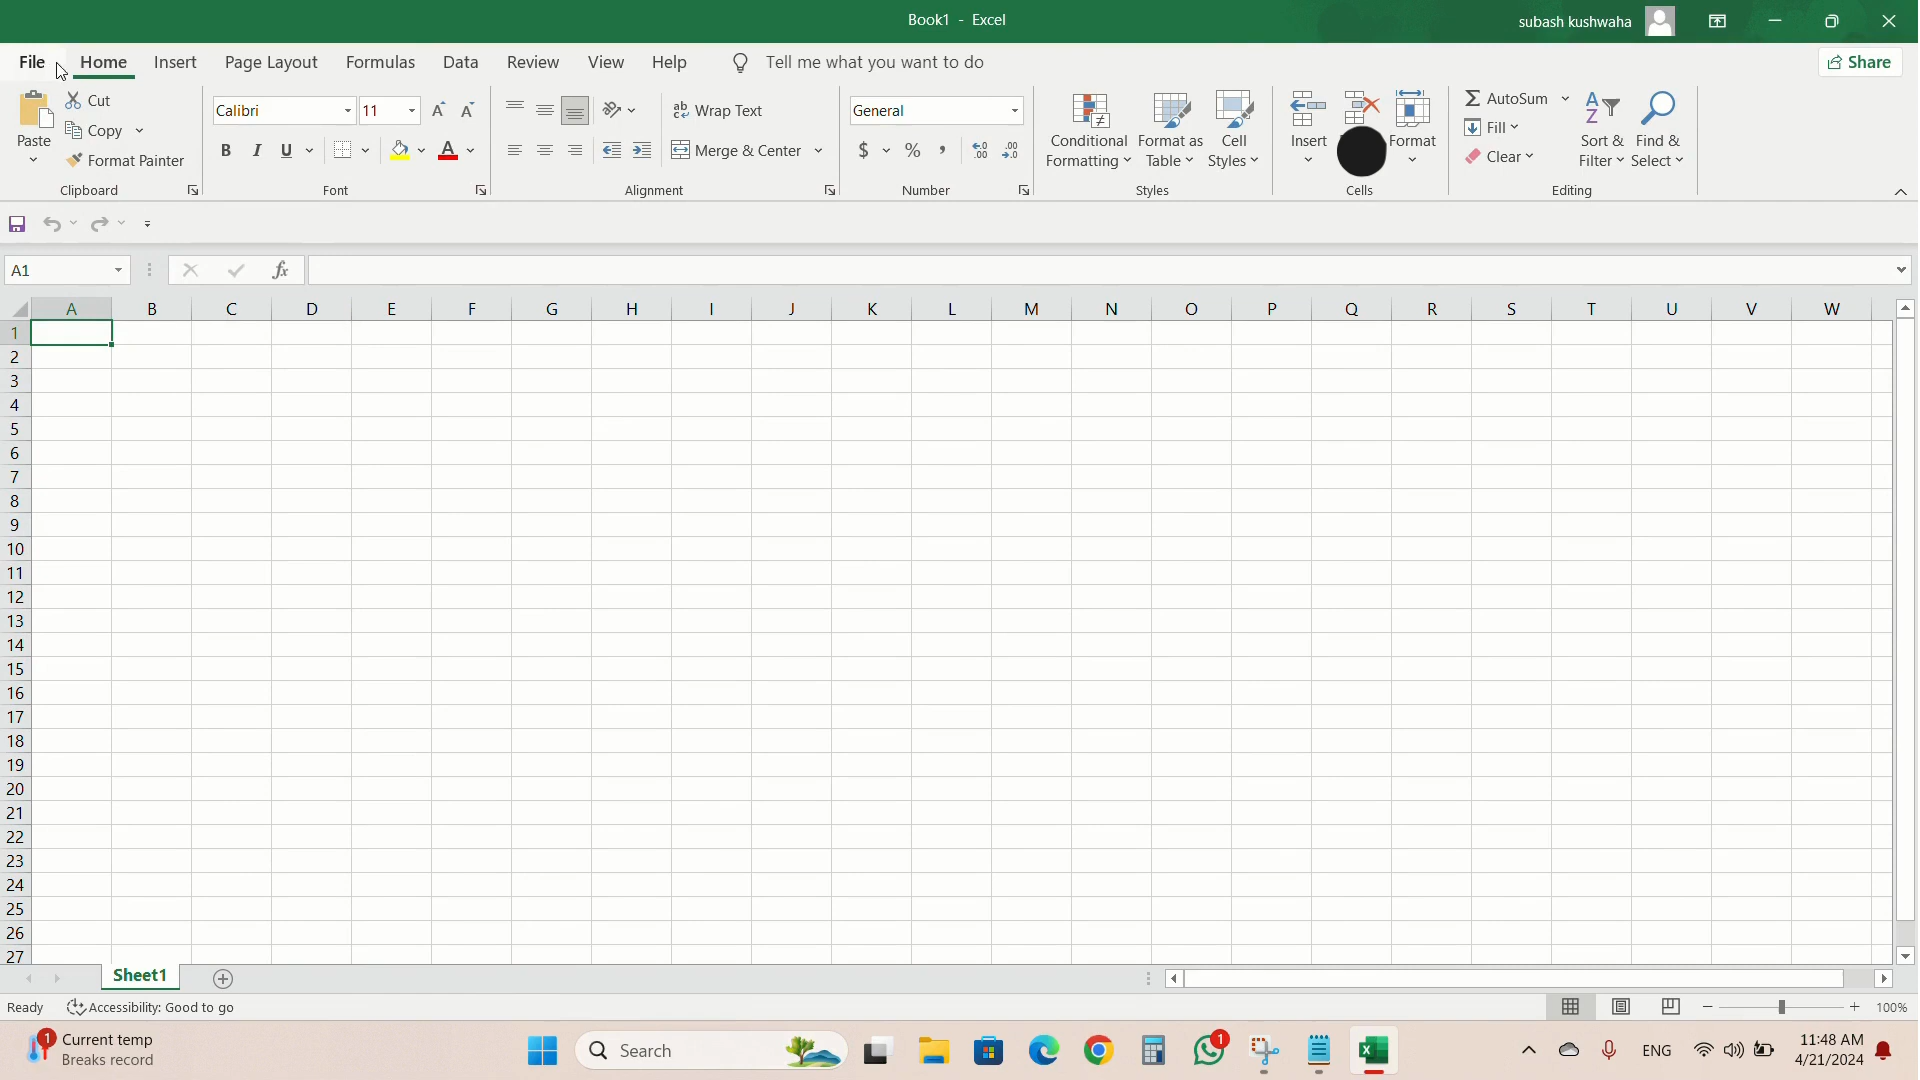 Book1 - Excel
subash kushwaha
File Home Insert Page Layout Formulas Data Review View Help Tell me what you want to do Share
Paste
Cut
Copy
Format Painter
Clipboard
Calibri 11
B I U A
Font
ab Wrap Text
Merge & Center
Alignment
General
$ % ,
Number
Conditional Formatting
Format as Table
Cell Styles
Styles
Insert
Format
Cells
AutoSum
Fill
Clear
Sort & Filter
Find & Select
Editing
A1 fx
A B C D E F G H I J K L M N O P Q R S T U V W
1
2
3
4
5
6
7
8
9
10
11
12
13
14
15
16
17
18
19
20
21
22
23
24
25
26
27
Sheet1
Ready Accessibility: Good to go 100%
1 Current temp
Breaks record
Search
1
ENG
11:48 AM
4/21/2024